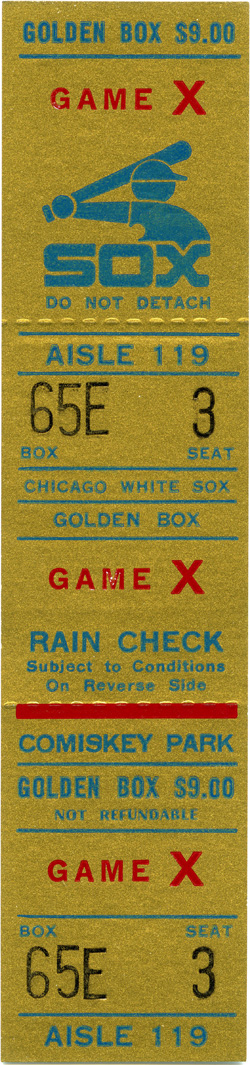 GOLDEN BOX $9.00
GAME X
SOX
DO NOT DETACH
AISLE 119
65E 3
BOX SEAT
CHICAGO WHITE SOX
GOLDEN BOX
GAME X
RAIN CHECK
Subject to Conditions
On Reverse Side
COMISKEY PARK
GOLDEN BOX $9.00
NOT REFUNDABLE
GAME X
BOX SEAT
65E 3
AISLE 119